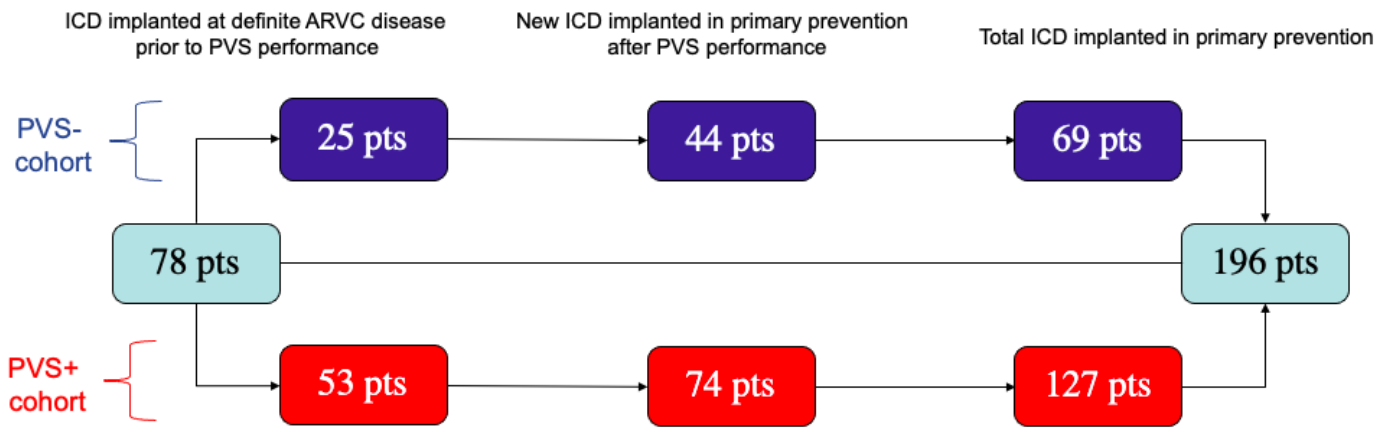 ICD implanted at definite ARVC disease
prior to PVS performance
New ICD implanted in primary prevention
after PVS performance
Total ICD implanted in primary prevention
PVS-
cohort
25 pts
44 pts
69 pts
78 pts
196 pts
PVS+
cohort
53 pts
74 pts
127 pts